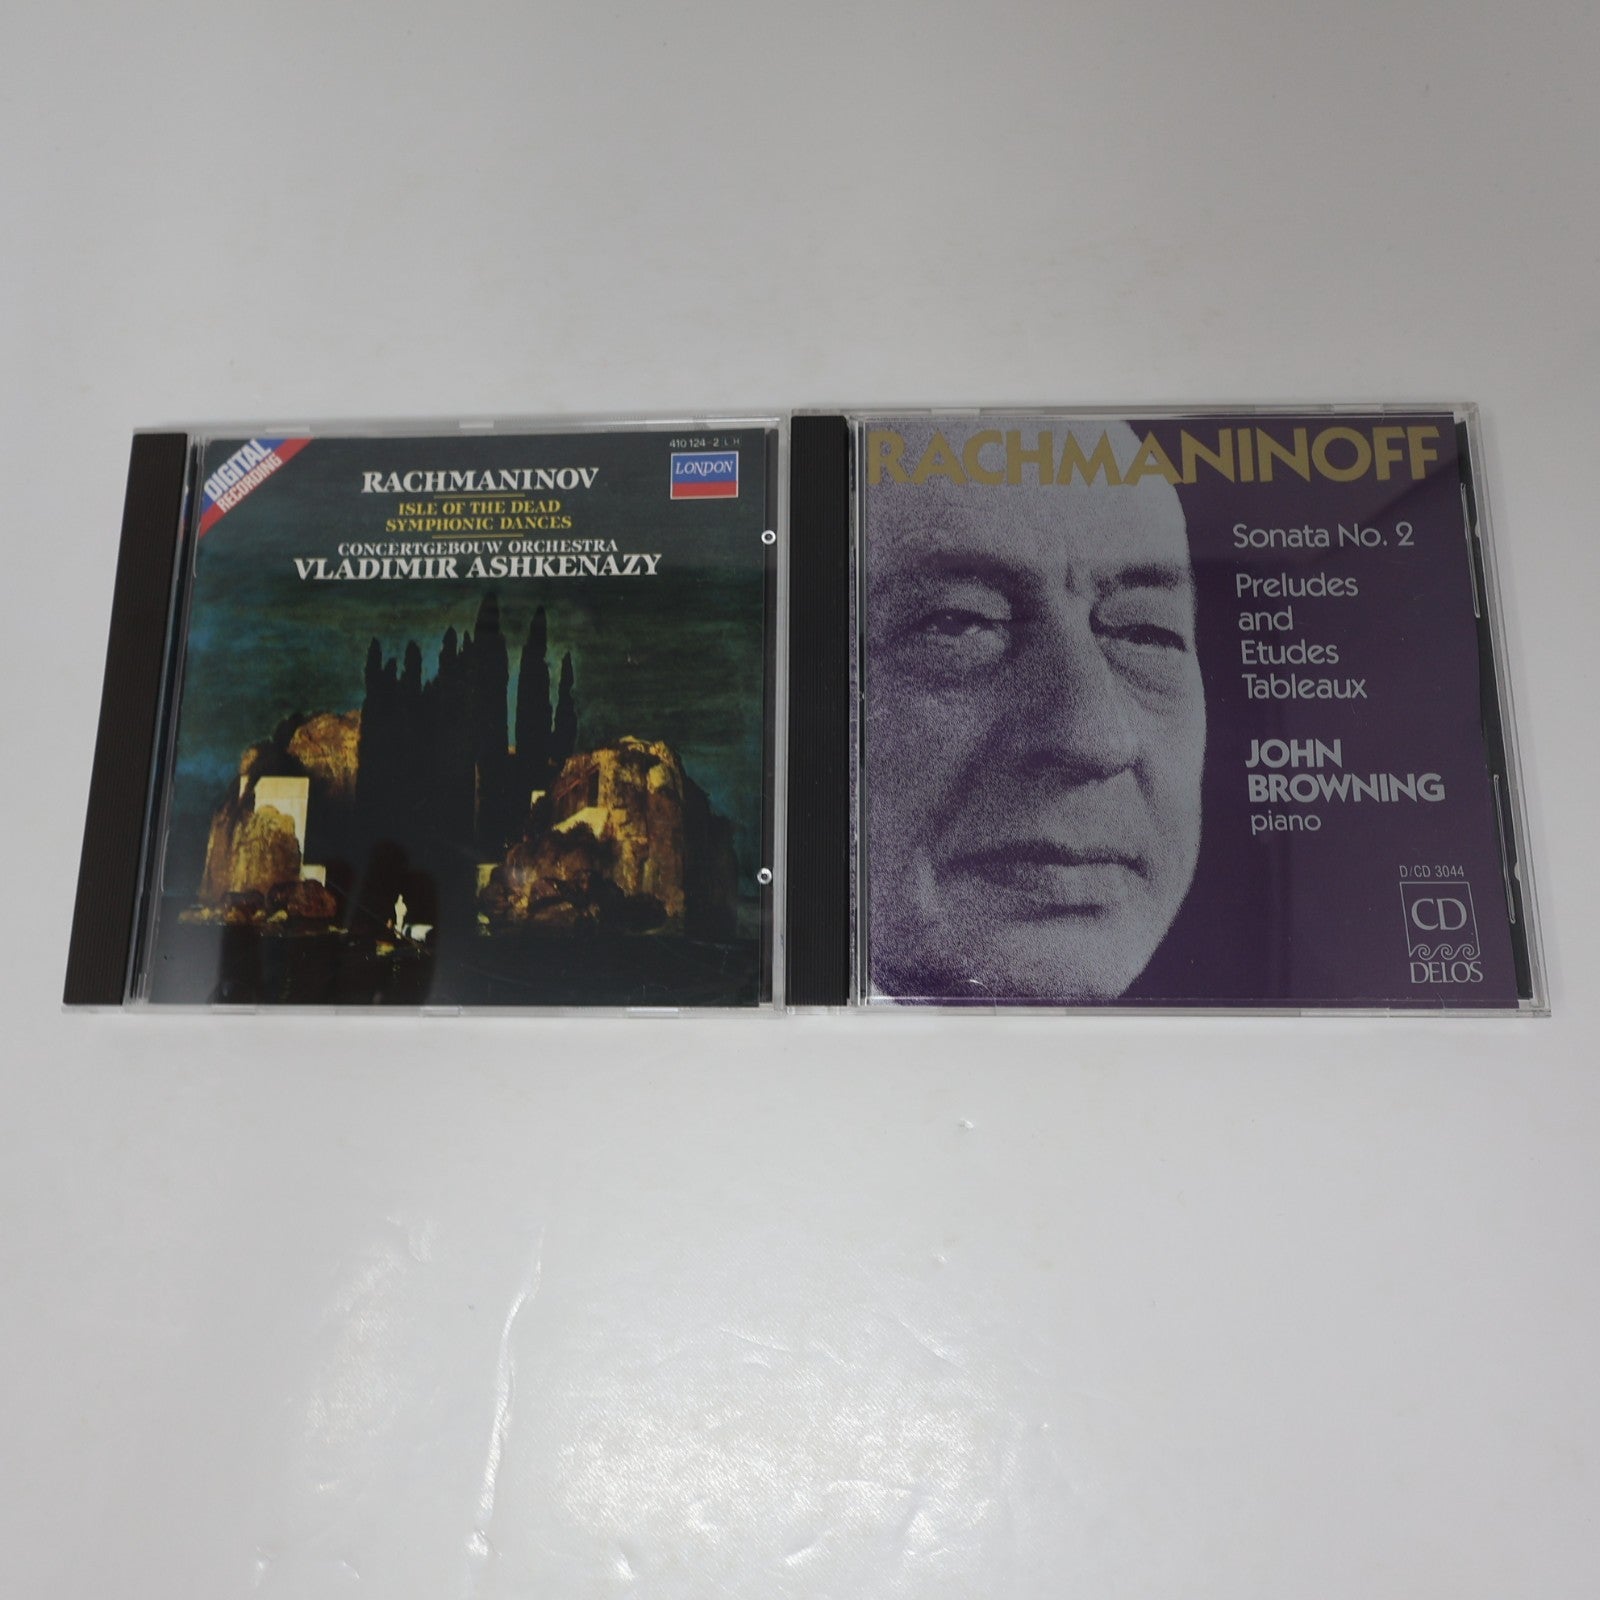 DIGITAL
RECORDING
410 124-2 LH
LONDON
RACHMANINOV
ISLE OF THE DEAD
SYMPHONIC DANCES
CONCERTGEBOUW ORCHESTRA
VLADIMIR ASHKENAZY
RACHMANINOFF
Sonata No. 2
Preludes
and
Etudes
Tableaux
JOHN
BROWNING
piano
D/CD 3044
CD
DELOS